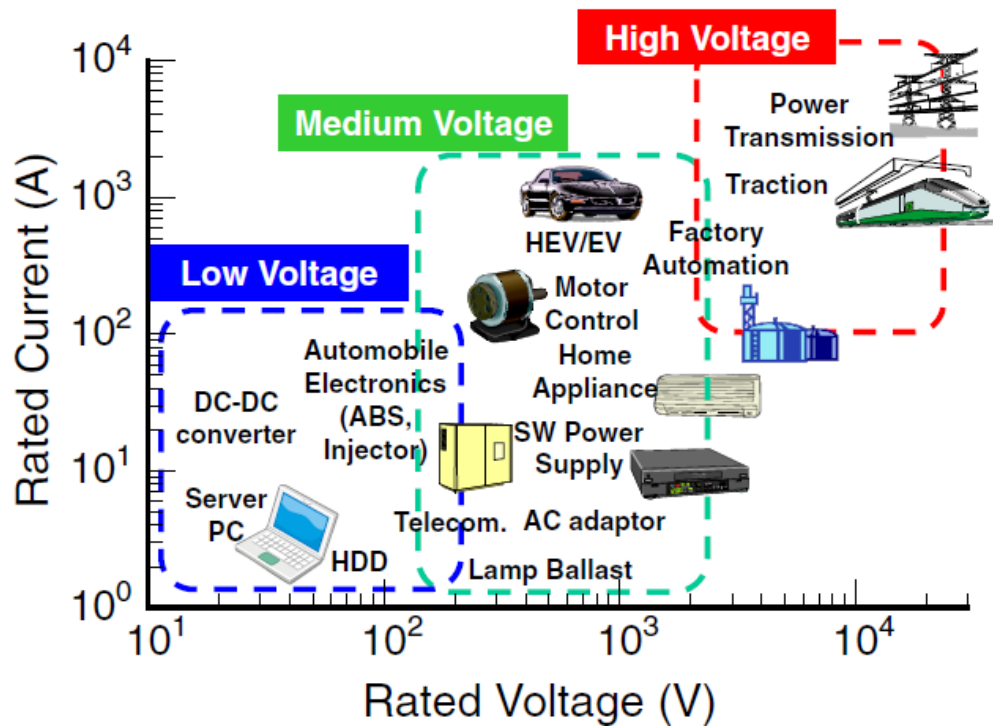 High Voltage
Medium Voltage
Low Voltage
Power
Transmission
Traction
HEV/EV
Factory
Automation
Motor
Control
Automobile
Electronics
(ABS,
Injector)
Home
Appliance
DC-DC
converter
SW Power
Supply
Server
PC
HDD
Telecom.
AC adaptor
Lamp Ballast
Rated Current (A)
10⁴
10³
10²
10¹
10⁰
10¹
10²
10³
10⁴
Rated Voltage (V)